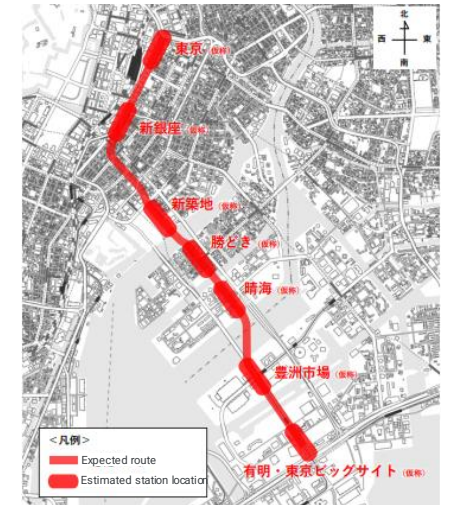 北
西 東
南
東京 (仮称)
新銀座 (仮称)
新築地 (仮称)
勝どき (仮称)
晴海 (仮称)
豊洲市場 (仮称)
有明・東京ビッグサイト (仮称)
<凡例>
Expected route
Estimated station location